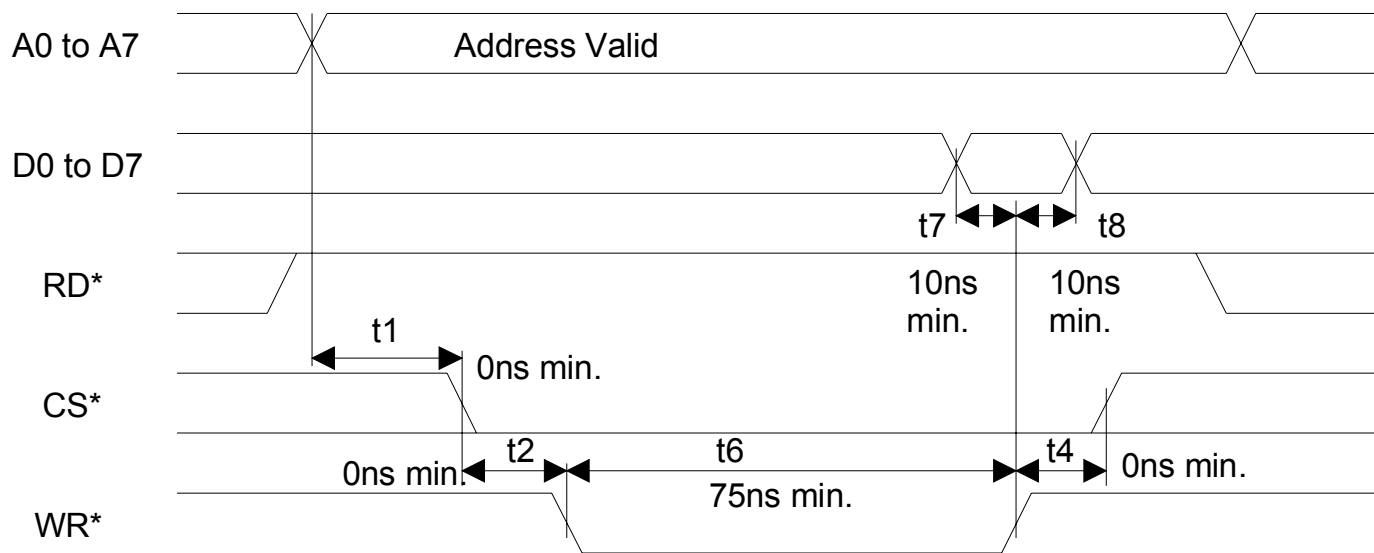 A0 to A7
Address Valid
D0 to D7
t7
t8
RD*
10ns
min.
10ns
min.
t1
0ns min.
CS*
t2
t6
t4
0ns min.
75ns min.
0ns min.
WR*